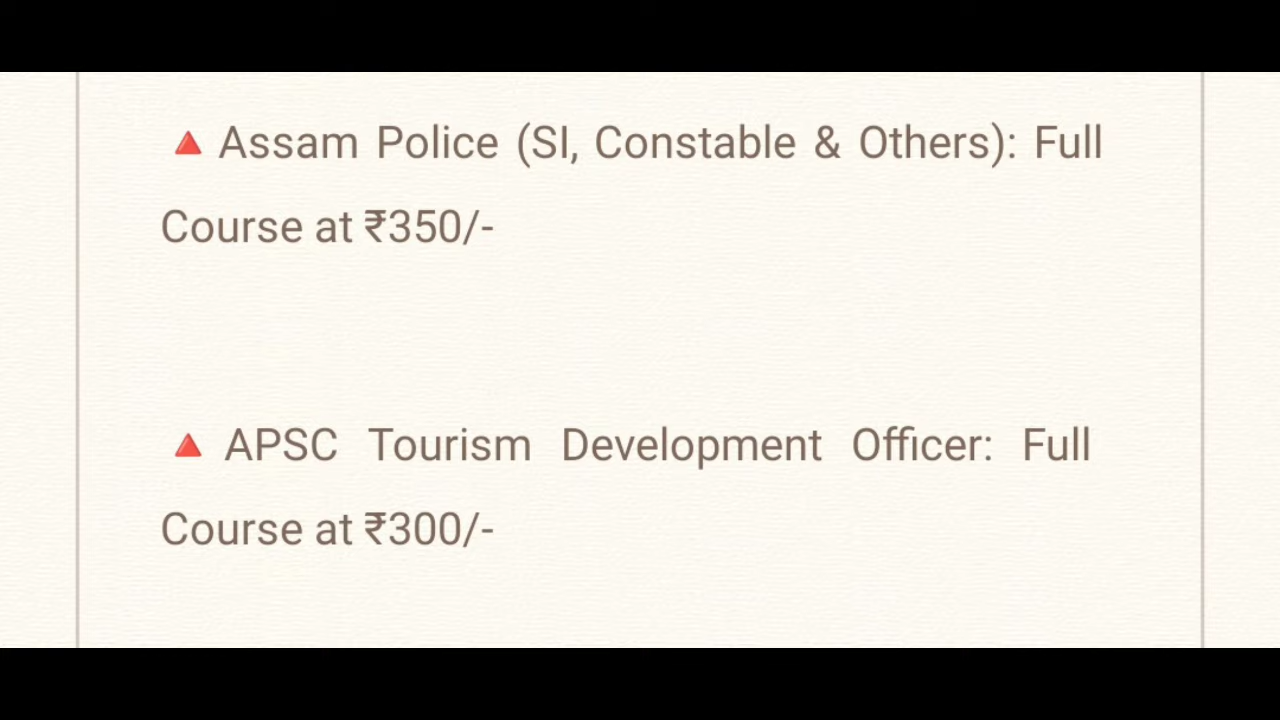 🔺Assam Police (SI, Constable & Others): Full
Course at ₹350/-
🔺APSC Tourism Development Officer: Full
Course at ₹300/-